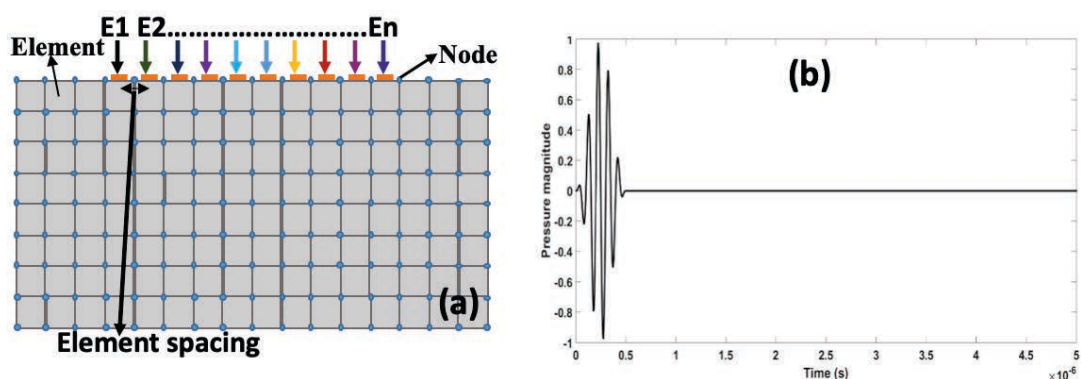 E1 E2......................En
Element
Node
(a)
Element spacing
(b)
Pressure magnitude
1
0.8
0.6
0.4
0.2
0
-0.2
-0.4
-0.6
-0.8
-1
0 0.5 1 1.5 2 2.5 3 3.5 4 4.5 5
Time (s)
×10⁻⁶